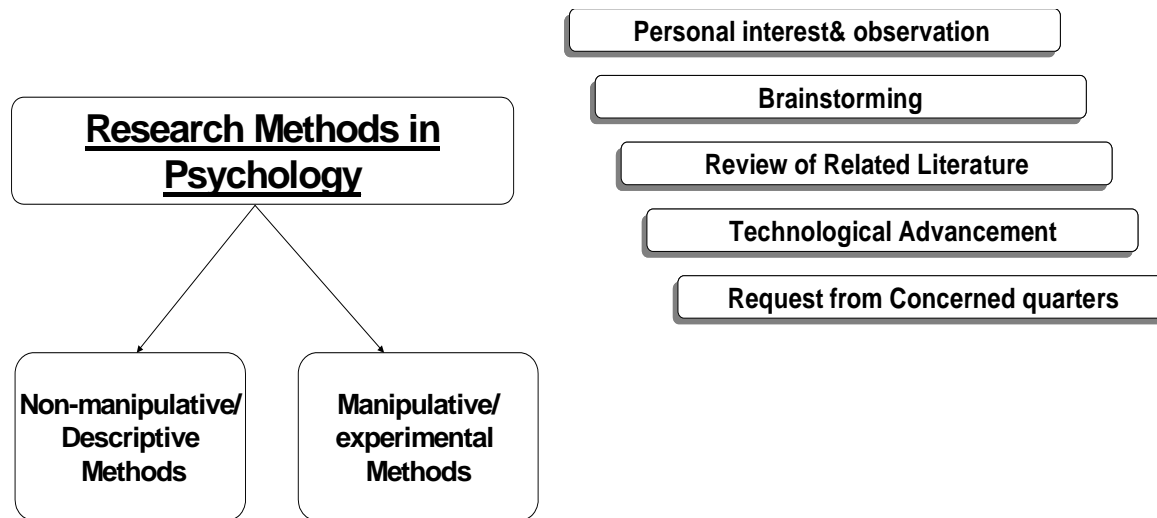 Research Methods in
Psychology
Non-manipulative/
Descriptive
Methods
Manipulative/
experimental
Methods
Personal interest& observation
Brainstorming
Review of Related Literature
Technological Advancement
Request from Concerned quarters